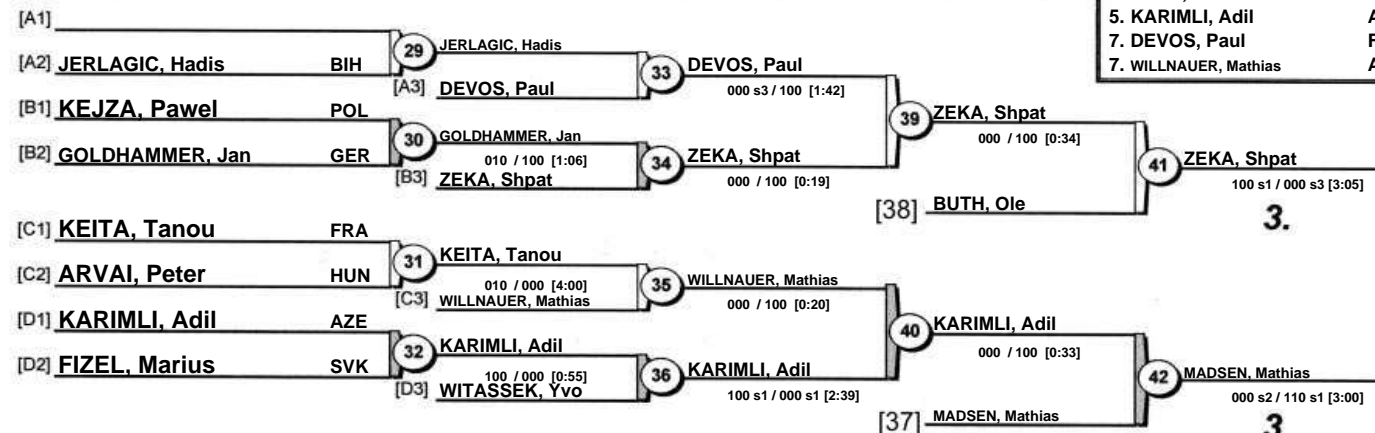 5. KARIMLI, Adil A
7. DEVOS, Paul F
7. WILLNAUER, Mathias A
[A1]
[A2] JERLAGIC, Hadis BIH
29 JERLAGIC, Hadis
[A3] DEVOS, Paul
33 DEVOS, Paul
000 s3 / 100 [1:42]
[B1] KEJZA, Pawel POL
[B2] GOLDHAMMER, Jan GER
30 GOLDHAMMER, Jan
010 / 100 [1:06]
[B3] ZEKA, Shpat
34 ZEKA, Shpat
000 / 100 [0:19]
39 ZEKA, Shpat
000 / 100 [0:34]
[38] BUTH, Ole
41 ZEKA, Shpat
100 s1 / 000 s3 [3:05]
3.
[C1] KEITA, Tanou FRA
[C2] ARVAI, Peter HUN
31 KEITA, Tanou
010 / 000 [4:00]
[C3] WILLNAUER, Mathias
35 WILLNAUER, Mathias
000 / 100 [0:20]
[D1] KARIMLI, Adil AZE
[D2] FIZEL, Marius SVK
32 KARIMLI, Adil
100 / 000 [0:55]
[D3] WITASSEK, Yvo
36 KARIMLI, Adil
100 s1 / 000 s1 [2:39]
40 KARIMLI, Adil
000 / 100 [0:33]
[37] MADSEN, Mathias
42 MADSEN, Mathias
000 s2 / 110 s1 [3:00]
3